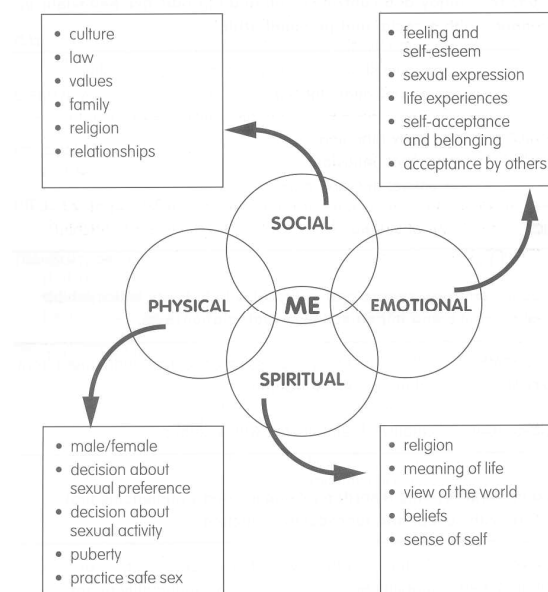 • culture
• law
• values
• family
• religion
• relationships
• feeling and
self-esteem
• sexual expression
• life experiences
• self-acceptance
and belonging
• acceptance by others
SOCIAL
PHYSICAL
ME
EMOTIONAL
SPIRITUAL
• male/female
• decision about
sexual preference
• decision about
sexual activity
• puberty
• practice safe sex
• religion
• meaning of life
• view of the world
• beliefs
• sense of self